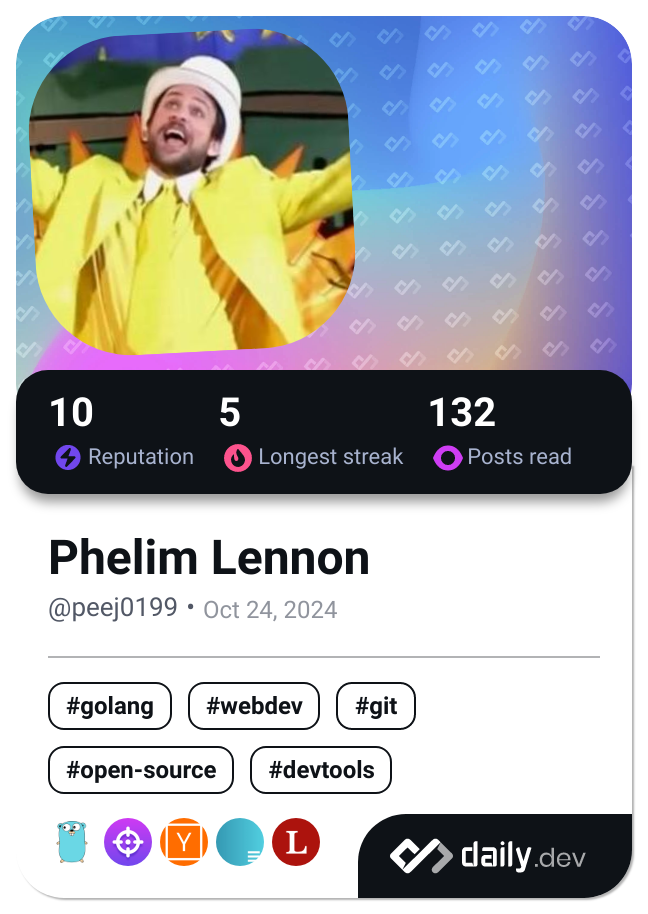 10 5 132
Reputation Longest streak Posts read
Phelim Lennon
@peej0199 • Oct 24, 2024
#golang #webdev #git
#open-source #devtools
Y L
daily.dev